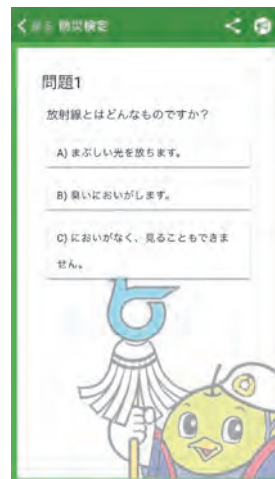 戻る 防災検定
問題1
放射線とはどんなものですか?
A) まぶしい光を放ちます。
B) 臭いにおいがします。
C) においがなく、見ることもできま
せん。